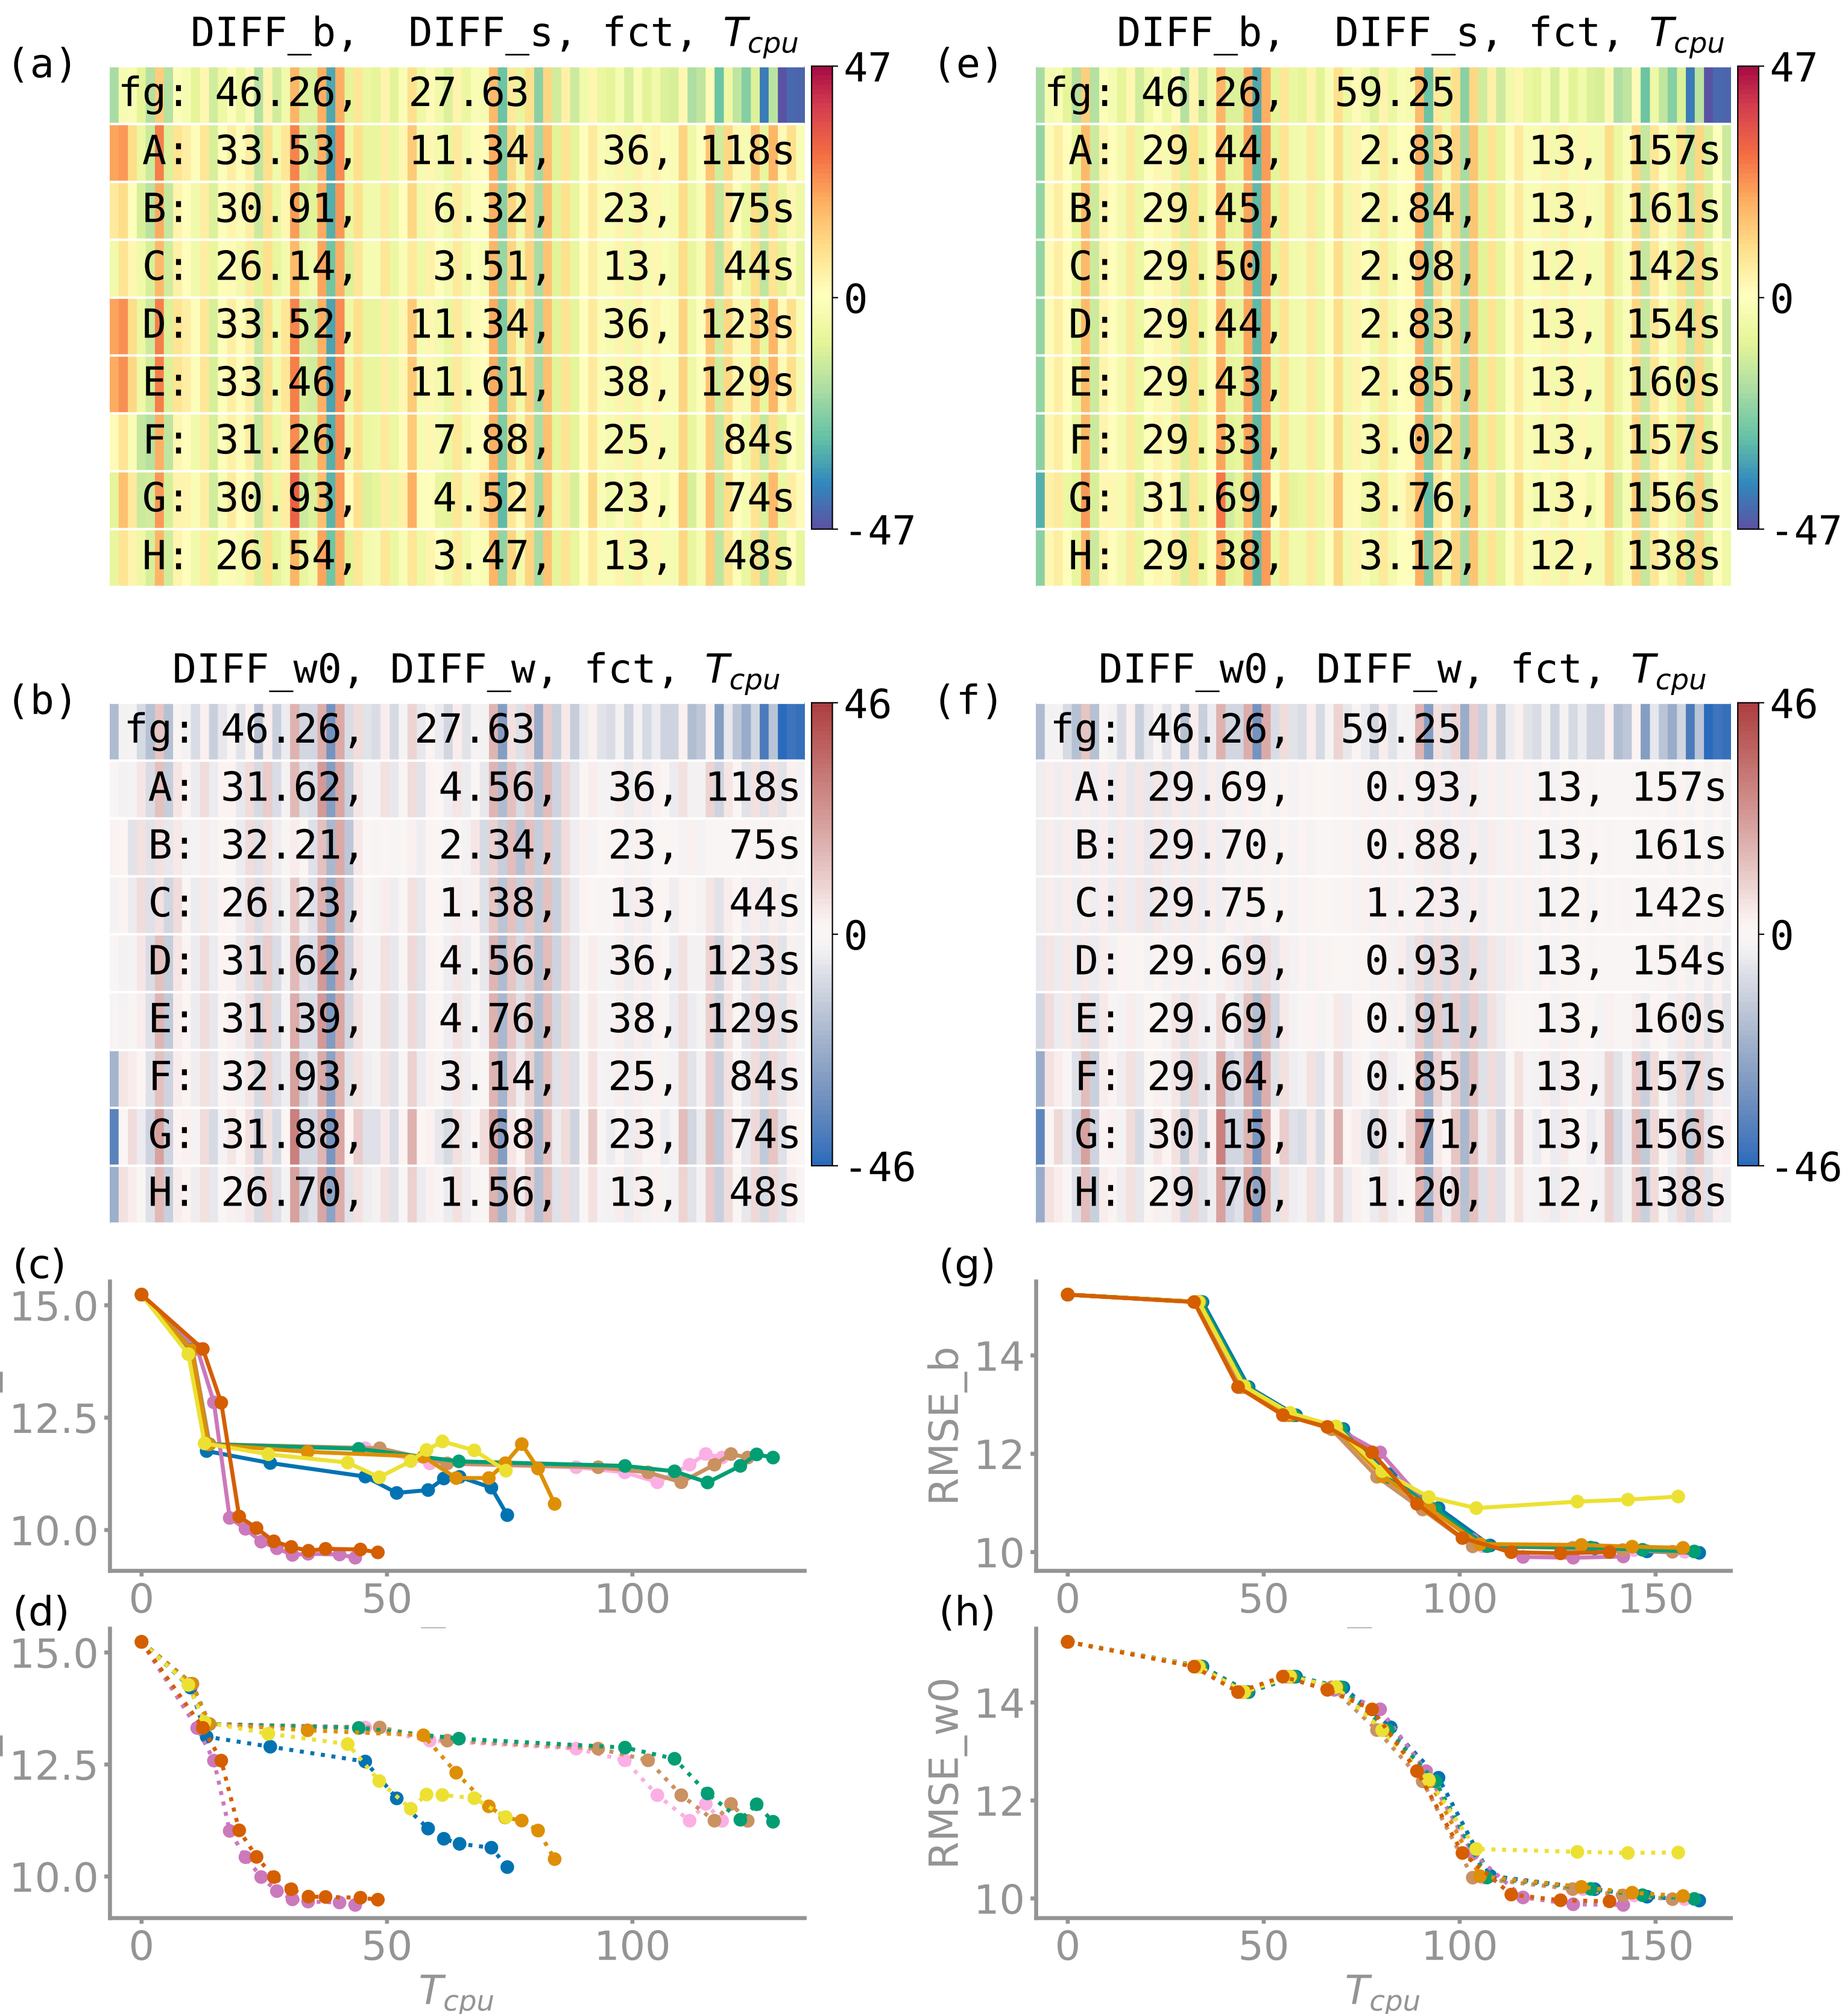 (a)
DIFF_b, DIFF_s, fct, Tcpu
fg: 46.26, 27.63
A: 33.53, 11.34, 36, 118s
B: 30.91, 6.32, 23, 75s
C: 26.14, 3.51, 13, 44s
D: 33.52, 11.34, 36, 123s
E: 33.46, 11.61, 38, 129s
F: 31.26, 7.88, 25, 84s
G: 30.93, 4.52, 23, 74s
H: 26.54, 3.47, 13, 48s
47
0
-47
(e)
DIFF_b, DIFF_s, fct, Tcpu
fg: 46.26, 59.25
A: 29.44, 2.83, 13, 157s
B: 29.45, 2.84, 13, 161s
C: 29.50, 2.98, 12, 142s
D: 29.44, 2.83, 13, 154s
E: 29.43, 2.85, 13, 160s
F: 29.33, 3.02, 13, 157s
G: 31.69, 3.76, 13, 156s
H: 29.38, 3.12, 12, 138s
47
0
-47
(b)
DIFF_w0, DIFF_w, fct, Tcpu
fg: 46.26, 27.63
A: 31.62, 4.56, 36, 118s
B: 32.21, 2.34, 23, 75s
C: 26.23, 1.38, 13, 44s
D: 31.62, 4.56, 36, 123s
E: 31.39, 4.76, 38, 129s
F: 32.93, 3.14, 25, 84s
G: 31.88, 2.68, 23, 74s
H: 26.70, 1.56, 13, 48s
46
0
-46
(f)
DIFF_w0, DIFF_w, fct, Tcpu
fg: 46.26, 59.25
A: 29.69, 0.93, 13, 157s
B: 29.70, 0.88, 13, 161s
C: 29.75, 1.23, 12, 142s
D: 29.69, 0.93, 13, 154s
E: 29.69, 0.91, 13, 160s
F: 29.64, 0.85, 13, 157s
G: 30.15, 0.71, 13, 156s
H: 29.70, 1.20, 12, 138s
46
0
-46
(c)
15.0
12.5
10.0
0 50 100
(g)
RMSE_b
14
12
10
0 50 100 150
(d)
15.0
12.5
10.0
0 50 100
Tcpu
(h)
RMSE_w0
14
12
10
0 50 100 150
Tcpu